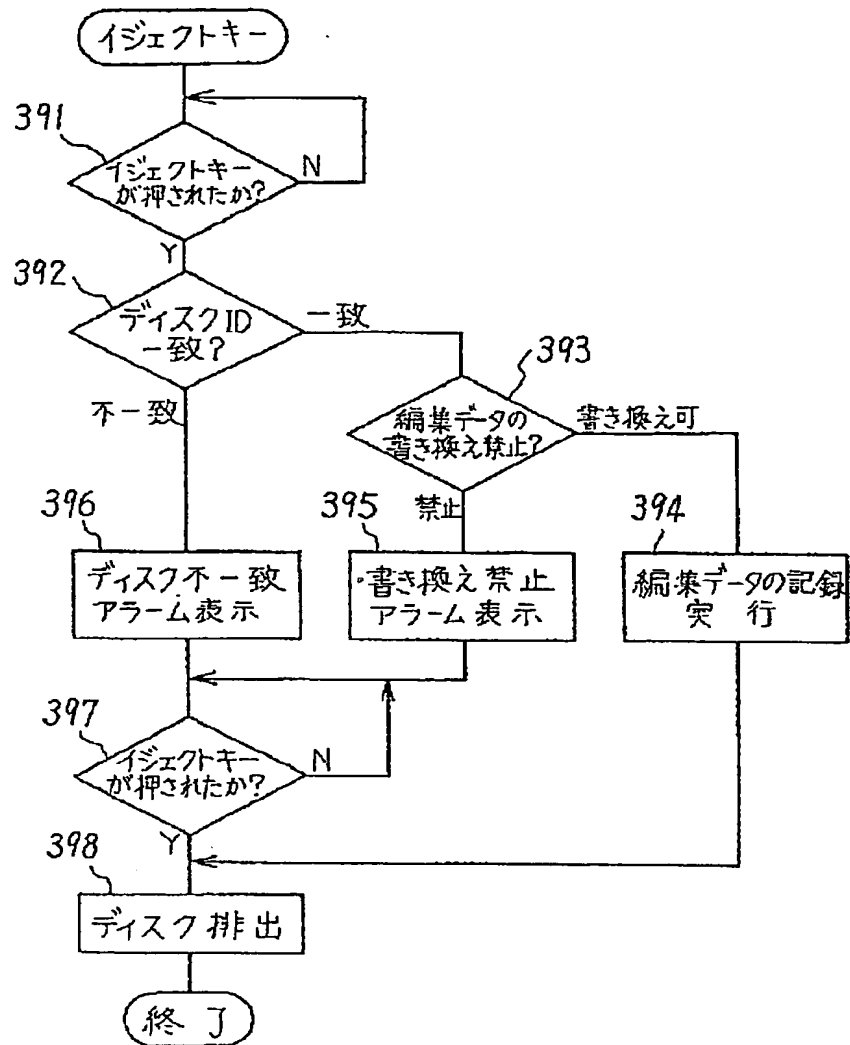 イジェクトキー
391
イジェクトキー
が押されたか?
N
Y
392
ディスクID
一致?
一致
不一致
393
編集データの
書き換え禁止?
書き換え可
禁止
396
ディスク不一致
アラーム表示
395
書き換え禁止
アラーム表示
394
編集データの記録
実行
397
イジェクトキー
が押されたか?
N
Y
398
ディスク排出
終了